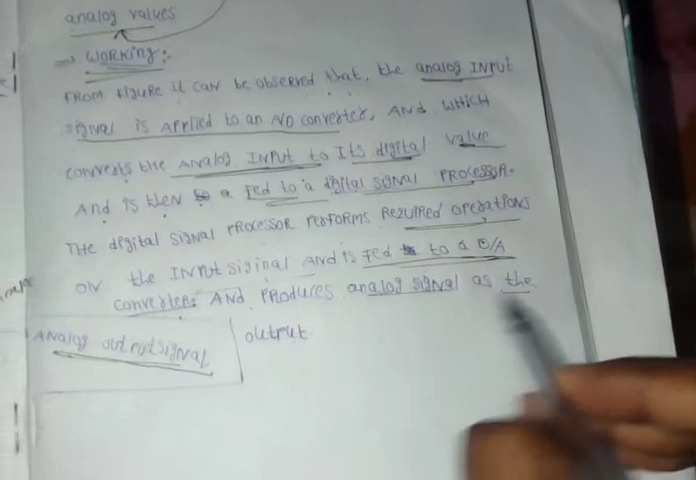 analog values
→ WORKING :-
FROM FIGURE It CAN be observed that, the analog INPUT
signal is APPlied to an A/D converter, AND WHICH
converts the ANALOG INPUT to Its digital value
And is then a Fed to a digital SIGNAL PROCESSOR.
THE digital SIGNAL PROCESSOR PERFORMS REQUIRED OPERATIONS
ON the INPUT siginal AND is Fed to a D/A
converter. AND PRODUCES analog signal as the
output
ANalog output SIGNAL